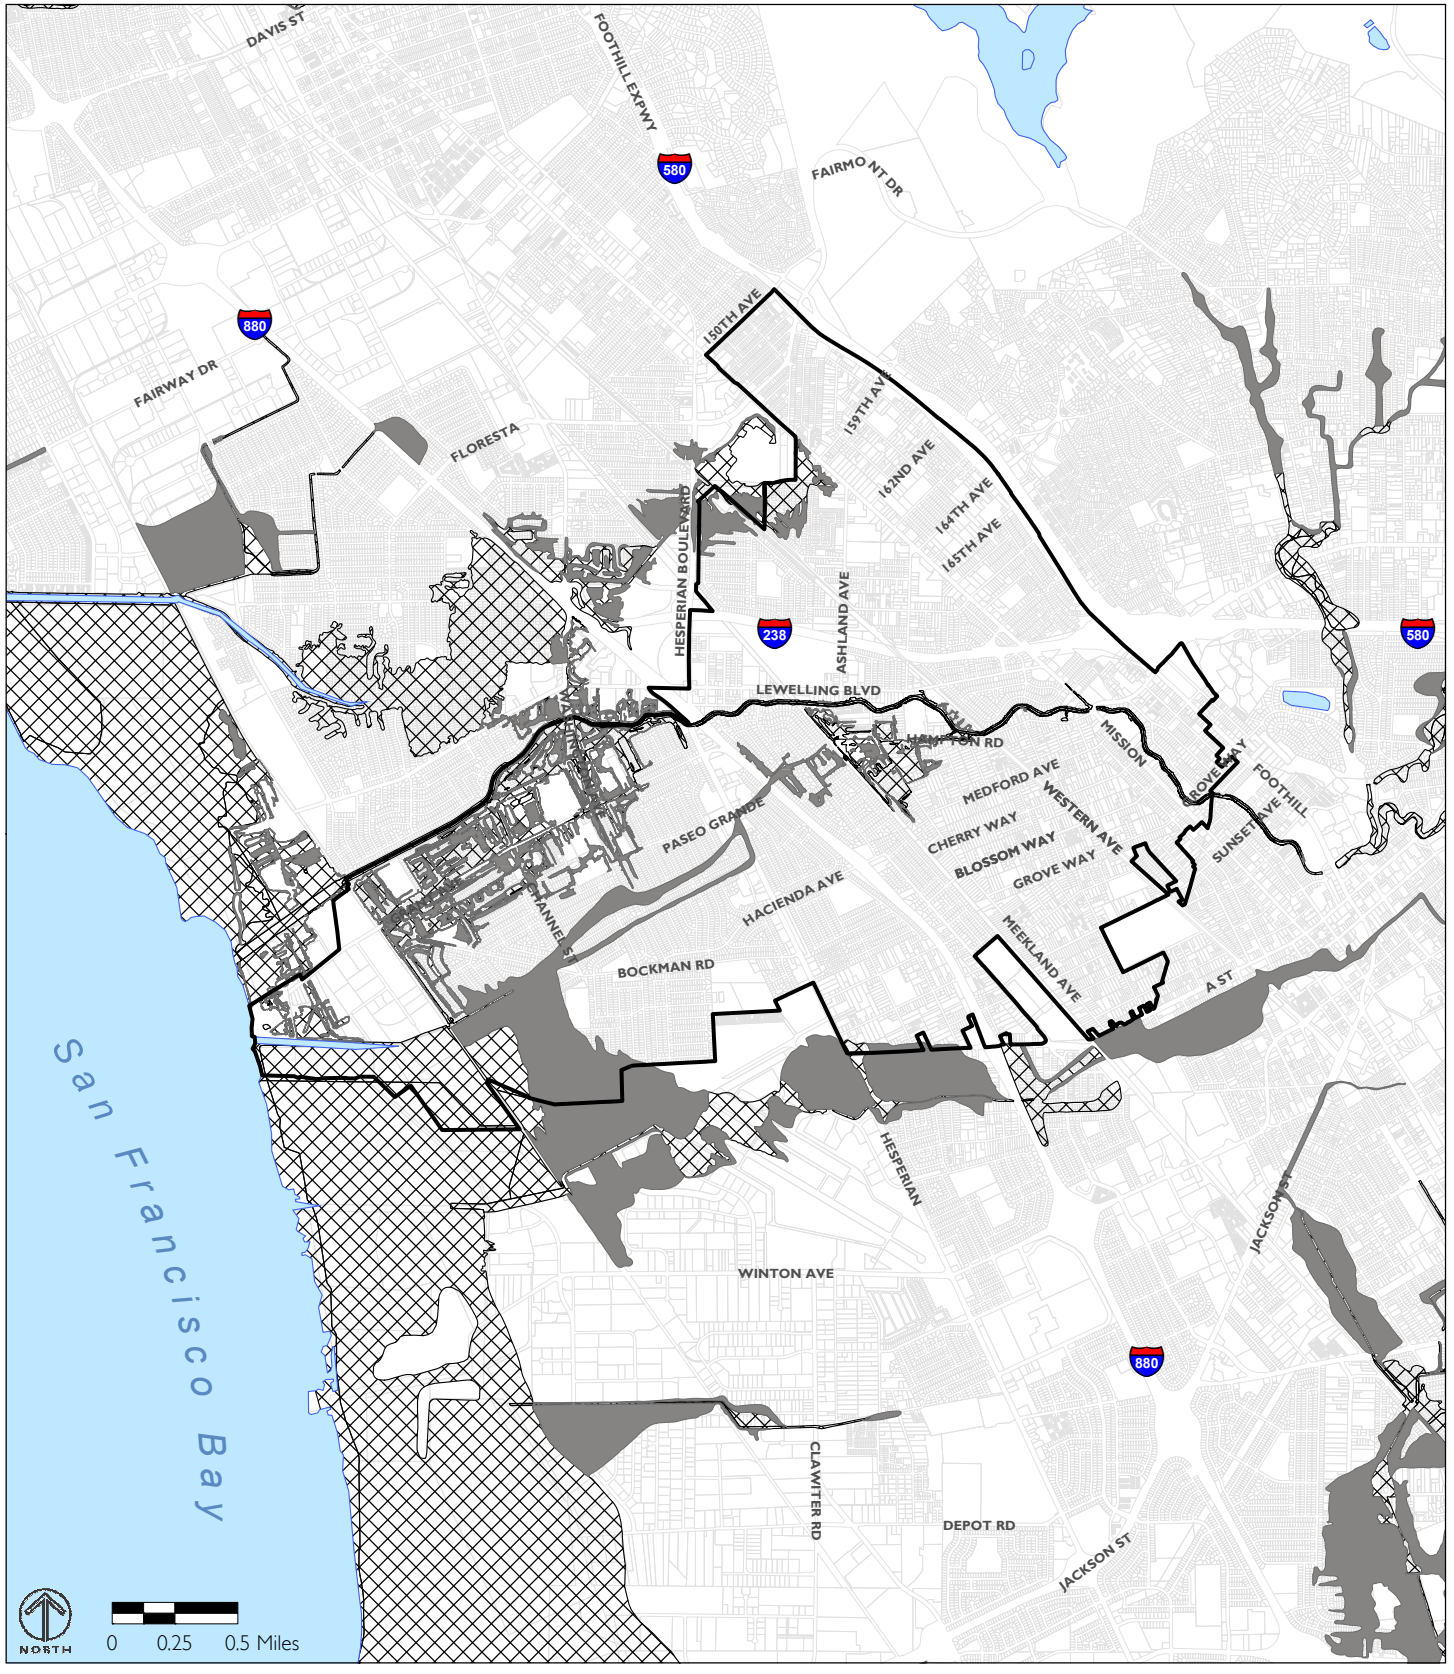 DAVIS ST
FOOTHILL EXPWY
580
FAIRMONT DR
150TH AVE
880
FAIRWAY DR
159TH AVE
FLORESTA
162ND AVE
164TH AVE
HESPERIAN BOULEVARD
165TH AVE
ASHLAND AVE
238
580
LEWELLING BLVD
HAMPTON RD
MISSION
MEDFORD AVE
FOOTHILL
WESTERN AVE
PASEO GRANDE
CHERRY WAY
SUNSET AVE
BLOSSOM WAY
GROVE WAY
HACIENDA AVE
CHANNEL ST
MEEKLAND AVE
BOCKMAN RD
A ST
San Francisco Bay
HESPERIAN
JACKSON ST
WINTON AVE
880
CLAWITER RD
DEPOT RD
JACKSON ST
NORTH
0 0.25 0.5 Miles